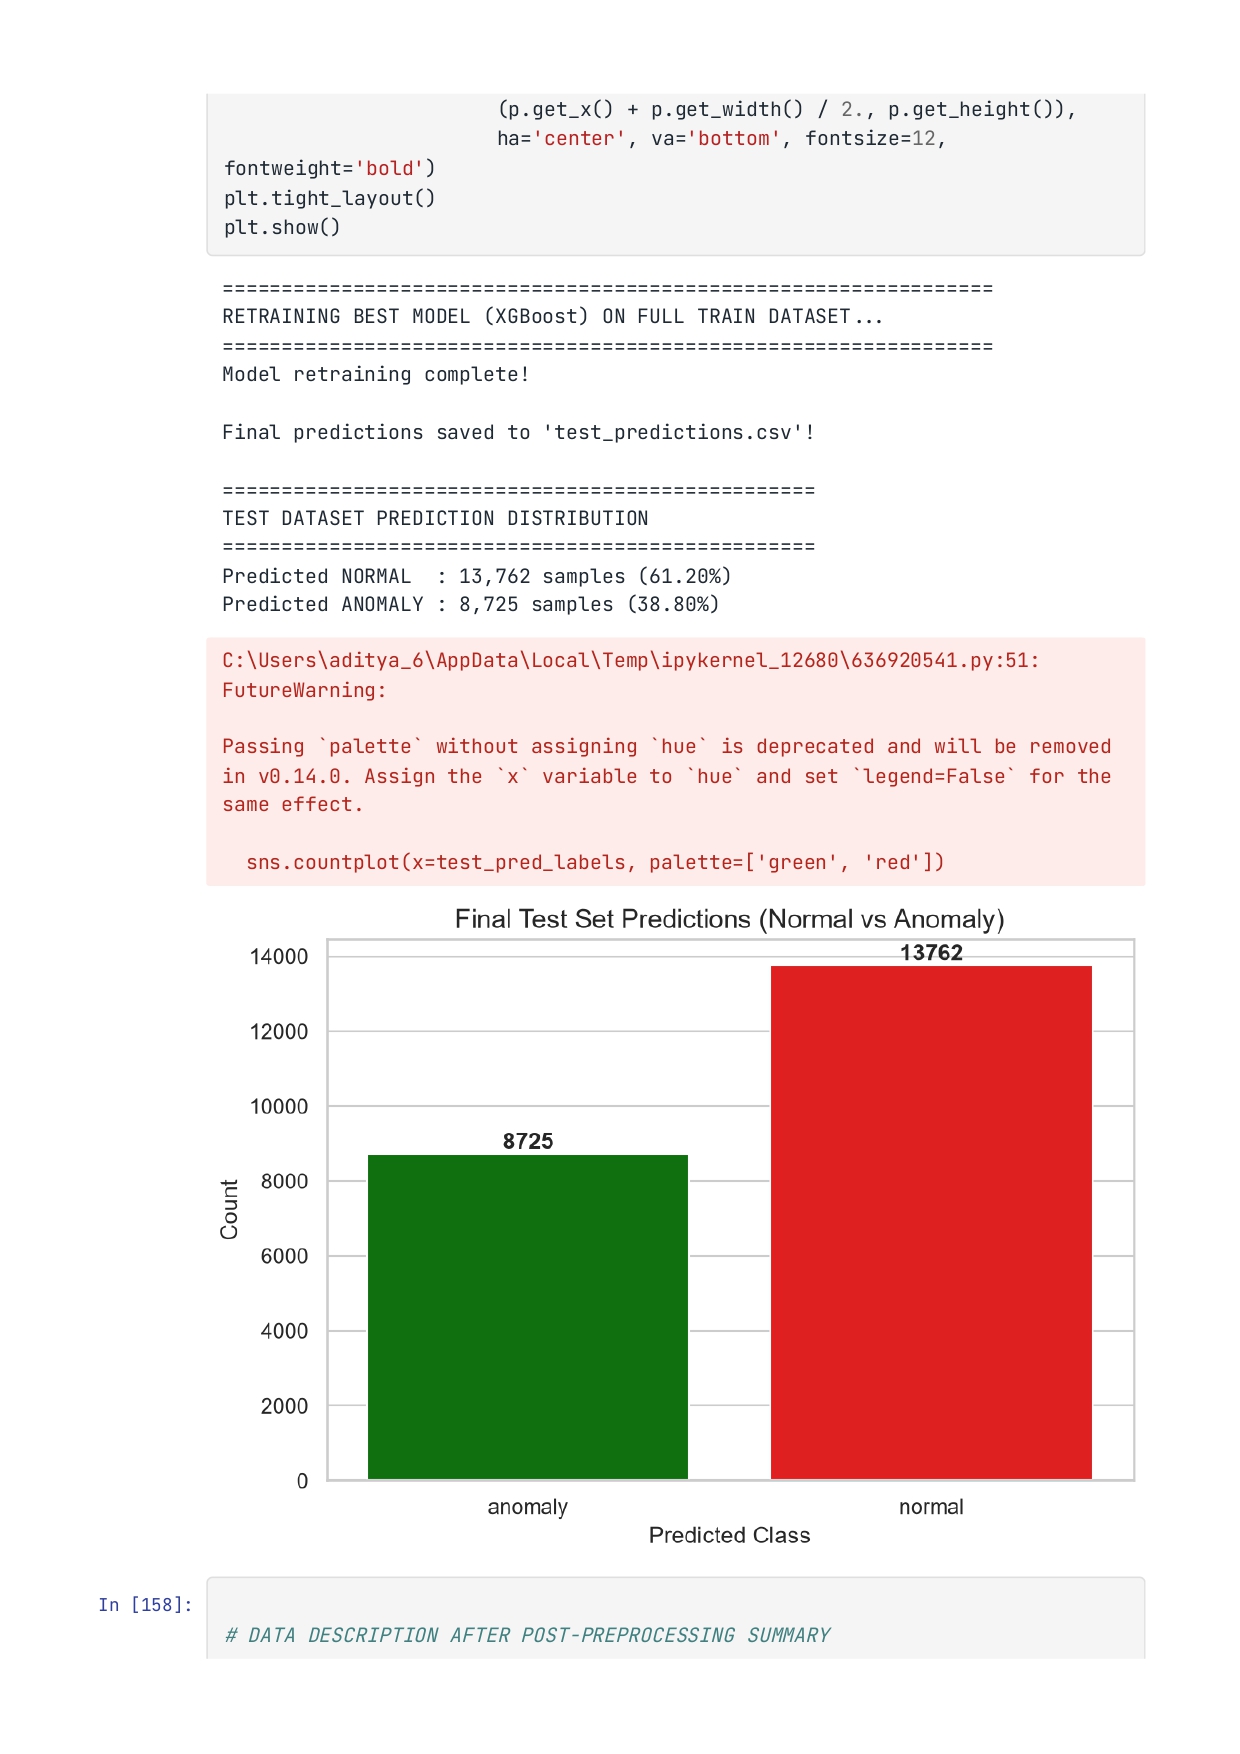 (p.get_x() + p.get_width() / 2., p.get_height()),
ha='center', va='bottom', fontsize=12,
fontweight='bold')
plt.tight_layout()
plt.show()
=================================================================
RETRAINING BEST MODEL (XGBoost) ON FULL TRAIN DATASET...
=================================================================
Model retraining complete!
Final predictions saved to 'test_predictions.csv'!
==================================================
TEST DATASET PREDICTION DISTRIBUTION
==================================================
Predicted NORMAL  : 13,762 samples (61.20%)
Predicted ANOMALY : 8,725 samples (38.80%)
C:\Users\aditya_6\AppData\Local\Temp\ipykernel_12680\636920541.py:51:
FutureWarning:
Passing `palette` without assigning `hue` is deprecated and will be removed
in v0.14.0. Assign the `x` variable to `hue` and set `legend=False` for the
same effect.
sns.countplot(x=test_pred_labels, palette=['green', 'red'])
Final Test Set Predictions (Normal vs Anomaly)
14000
12000
10000
8000
6000
4000
2000
0
Count
8725
13762
anomaly
normal
Predicted Class
In [158]:
# DATA DESCRIPTION AFTER POST-PREPROCESSING SUMMARY